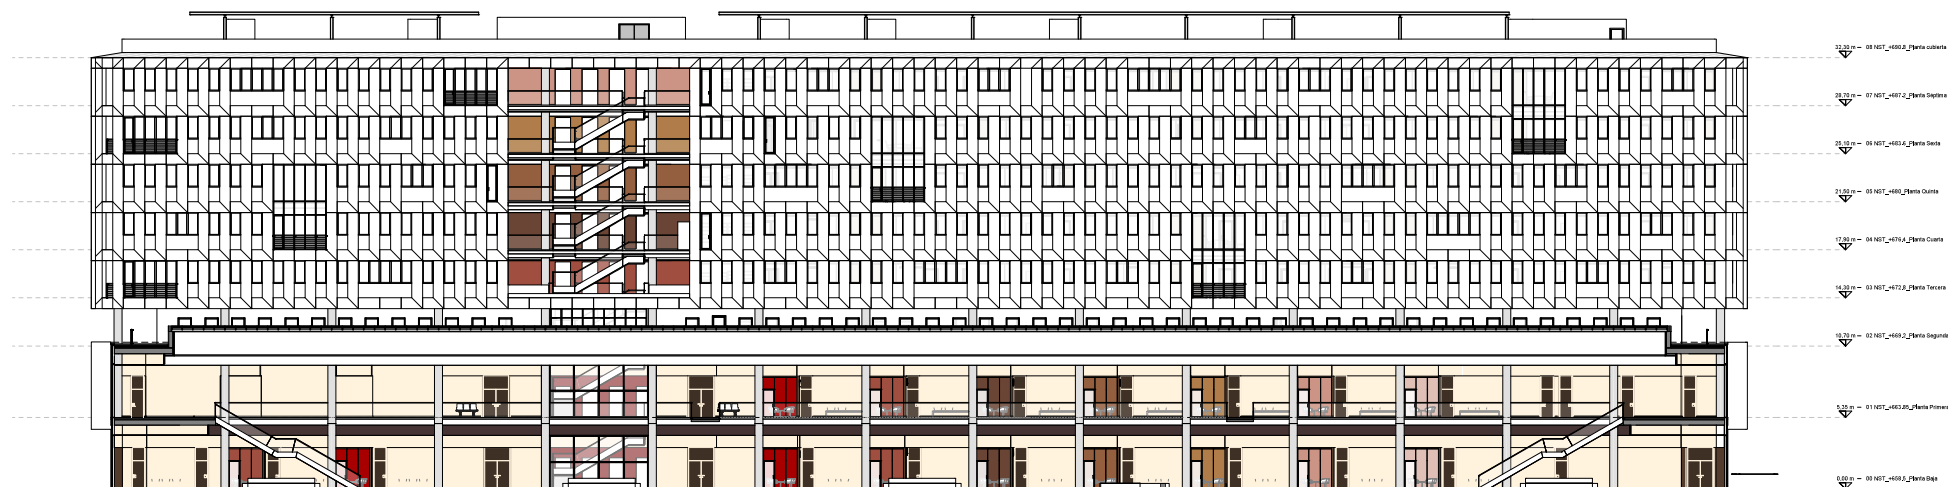 32,30 m — 08 NST_+690,8_Planta cubierta
28,70 m — 07 NST_+687,2_Planta Septima
25,10 m — 06 NST_+683,6_Planta Sexta
21,50 m — 05 NST_+680_Planta Quinta
17,90 m — 04 NST_+676,4_Planta Cuarta
14,30 m — 03 NST_+672,8_Planta Tercera
10,70 m — 02 NST_+669,2_Planta Segunda
5,35 m — 01 NST_+663,85_Planta Primera
0,00 m — 00 NST_+658,5_Planta Baja